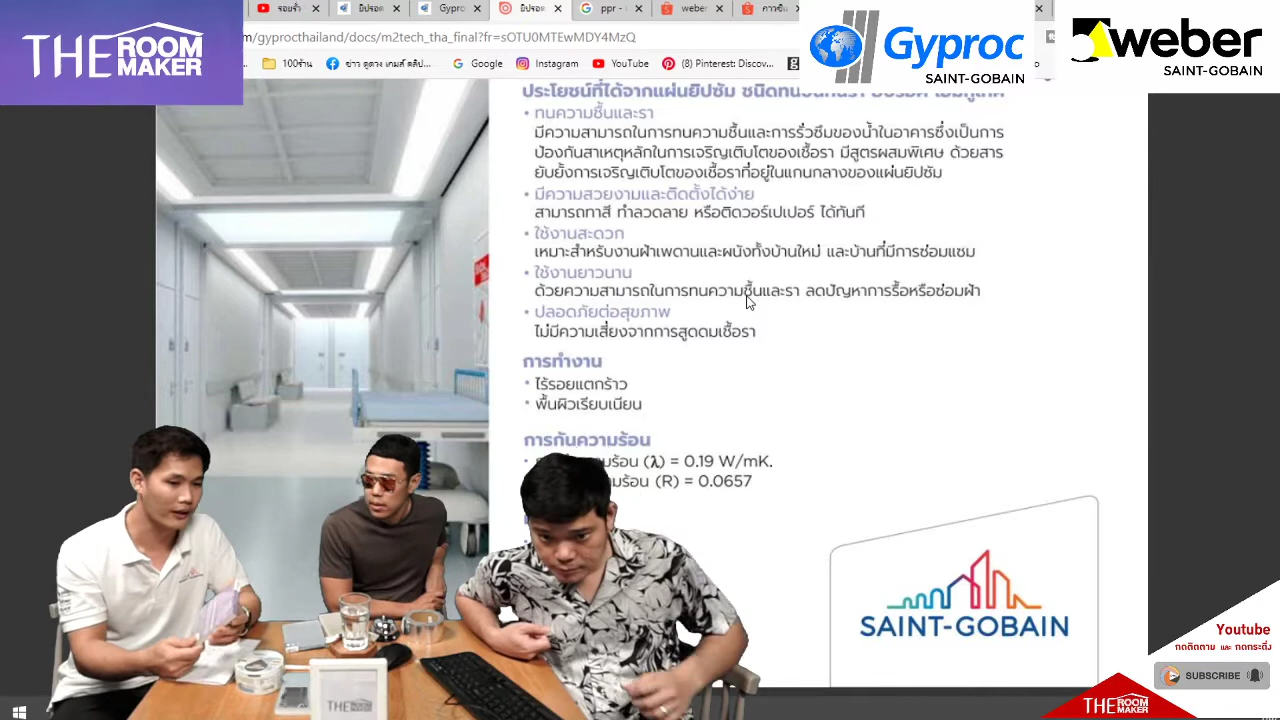 THE ROOM MAKER
รอยรั่ว
ยิปรอค
Gyproc
ยิปรอค
ppr -
weber
m/gyprocthailand/docs/m2tech_tha_final?fr=sOTU0MTEwMDY4MzQ
100ร้าน
Google
Instagram
YouTube
(8) Pinterest Discov...
Gyproc
SAINT-GOBAIN
weber
SAINT-GOBAIN
ประโยชน์ที่ได้จากแผ่นยิปซัม
• ทนความชื้นและรา
มีความสามารถในการทนความชื้นและการรั่วซึมของน้ำในอาคารซึ่งเป็นการ
ป้องกันสาเหตุหลักในการเจริญเติบโตของเชื้อรา มีสูตรผสมพิเศษ ด้วยสาร
ยับยั้งการเจริญเติบโตของเชื้อราที่อยู่ในแกนกลางของแผ่นยิปซัม
• มีความสวยงามและติดตั้งได้ง่าย
สามารถทาสี ทำลวดลาย หรือติดวอร์เปเปอร์ ได้ทันที
• ใช้งานสะดวก
เหมาะสำหรับงานฝ้าเพดานและผนังทั้งบ้านใหม่ และบ้านที่มีการซ่อมแซม
• ใช้งานยาวนาน
ด้วยความสามารถในการทนความชื้นและรา ลดปัญหาการรื้อหรือซ่อมฝ้า
• ปลอดภัยต่อสุขภาพ
ไม่มีความเสี่ยงจากการสูดดมเชื้อรา
การทำงาน
• ไร้รอยแตกร้าว
• พื้นผิวเรียบเนียน
การกันความร้อน
ร้อน (λ) = 0.19 W/mK.
ร้อน (R) = 0.0657
SAINT-GOBAIN
Youtube
กดติดตาม และ กดกระดิ่ง
SUBSCRIBE
THE ROOM MAKER
THE ROOM MAKER